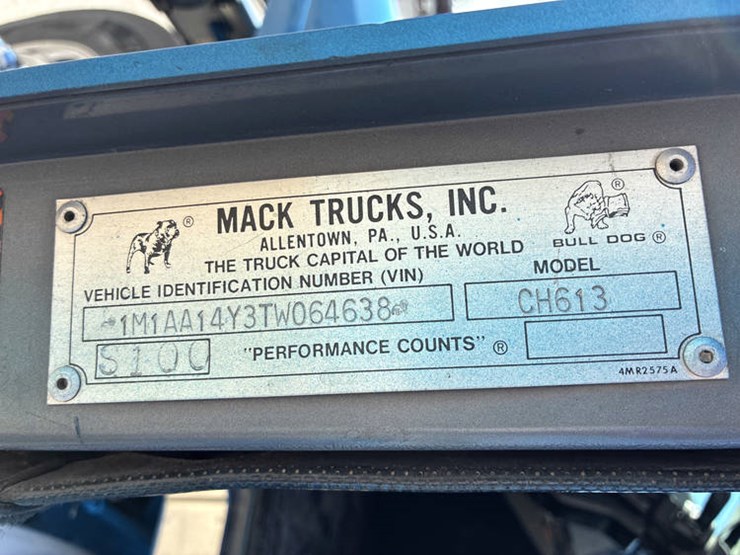 MACK TRUCKS, INC. ®
ALLENTOWN, PA., U.S.A.
THE TRUCK CAPITAL OF THE WORLD
® BULL DOG ®
VEHICLE IDENTIFICATION NUMBER (VIN)
MODEL
1M1AA14Y3TW064638
CH613
S100
"PERFORMANCE COUNTS" ®
4MR2575A